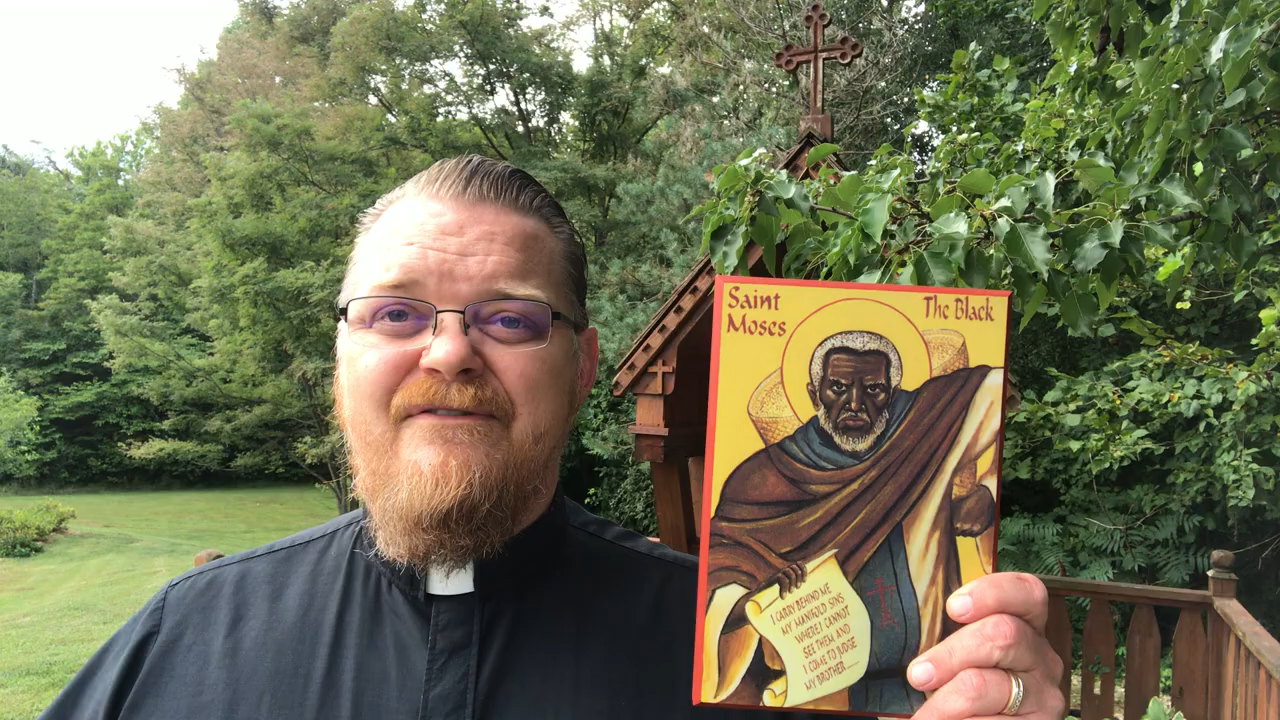 Saint
Moses
The Black
I CARRY BEHIND ME
MY MANIFOLD SINS
WHERE I CANNOT
SEE THEM, AND
I COME TO JUDGE
MY BROTHER......